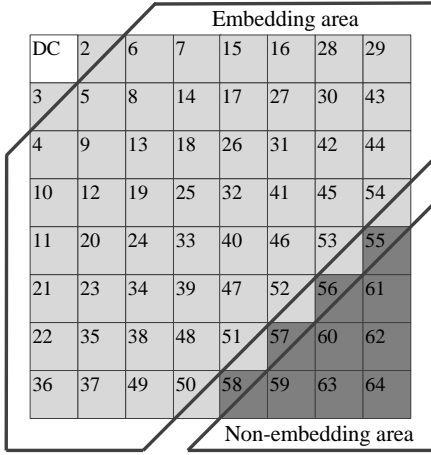 Embedding area
DC 2 6 7 15 16 28 29
3 5 8 14 17 27 30 43
4 9 13 18 26 31 42 44
10 12 19 25 32 41 45 54
11 20 24 33 40 46 53 55
21 23 34 39 47 52 56 61
22 35 38 48 51 57 60 62
36 37 49 50 58 59 63 64
Non-embedding area